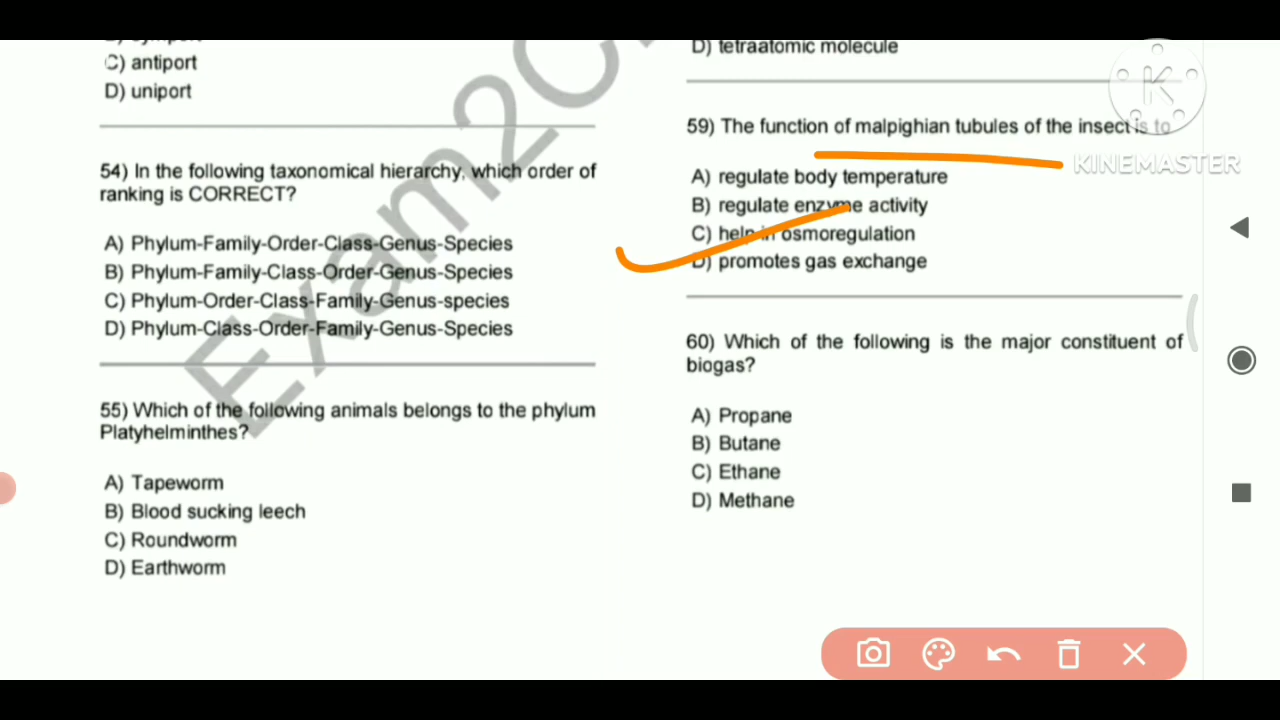 C) antiport
D) uniport
54) In the following taxonomical hierarchy, which order of
ranking is CORRECT?
A) Phylum-Family-Order-Class-Genus-Species
B) Phylum-Family-Class-Order-Genus-Species
C) Phylum-Order-Class-Family-Genus-species
D) Phylum-Class-Order-Family-Genus-Species
55) Which of the following animals belongs to the phylum
Platyhelminthes?
A) Tapeworm
B) Blood sucking leech
C) Roundworm
D) Earthworm
D) tetraatomic molecule
59) The function of malpighian tubules of the insect is to
A) regulate body temperature
B) regulate enzyme activity
C) help in osmoregulation
D) promotes gas exchange
60) Which of the following is the major constituent of
biogas?
A) Propane
B) Butane
C) Ethane
D) Methane
KINEMASTER